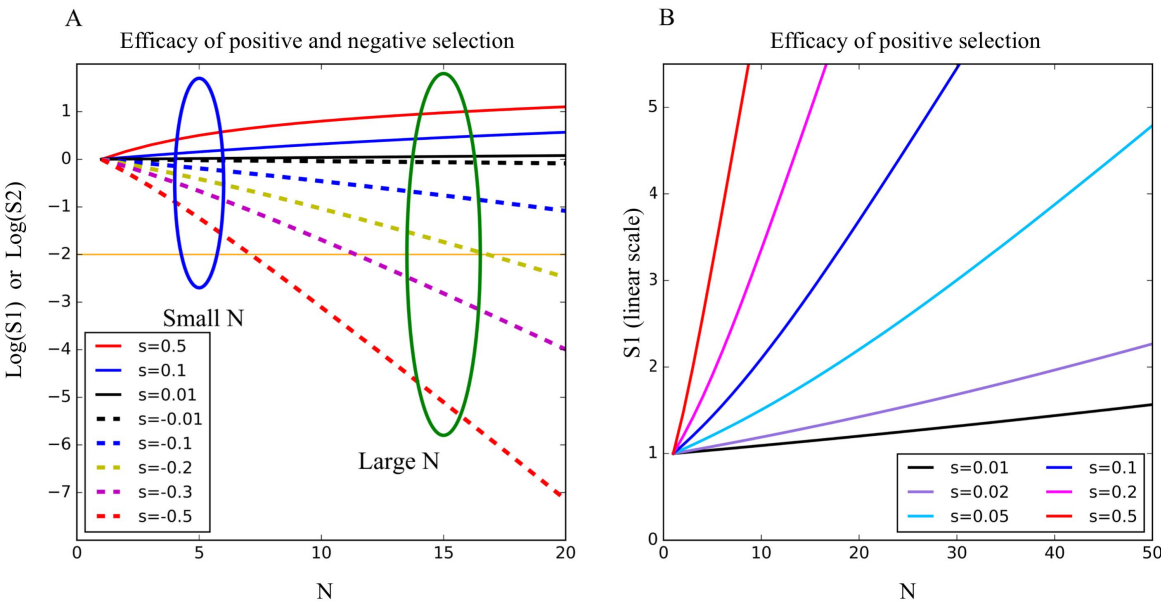 A
Efficacy of positive and negative selection
Log(S1) or Log(S2)
1
0
−1
−2
−3
−4
−5
−6
−7
Small N
Large N
s=0.5
s=0.1
s=0.01
s=-0.01
s=-0.1
s=-0.2
s=-0.3
s=-0.5
0 5 10 15 20
N
B
Efficacy of positive selection
S1 (linear scale)
5
4
3
2
1
0
s=0.01 s=0.1
s=0.02 s=0.2
s=0.05 s=0.5
0 10 20 30 40 50
N